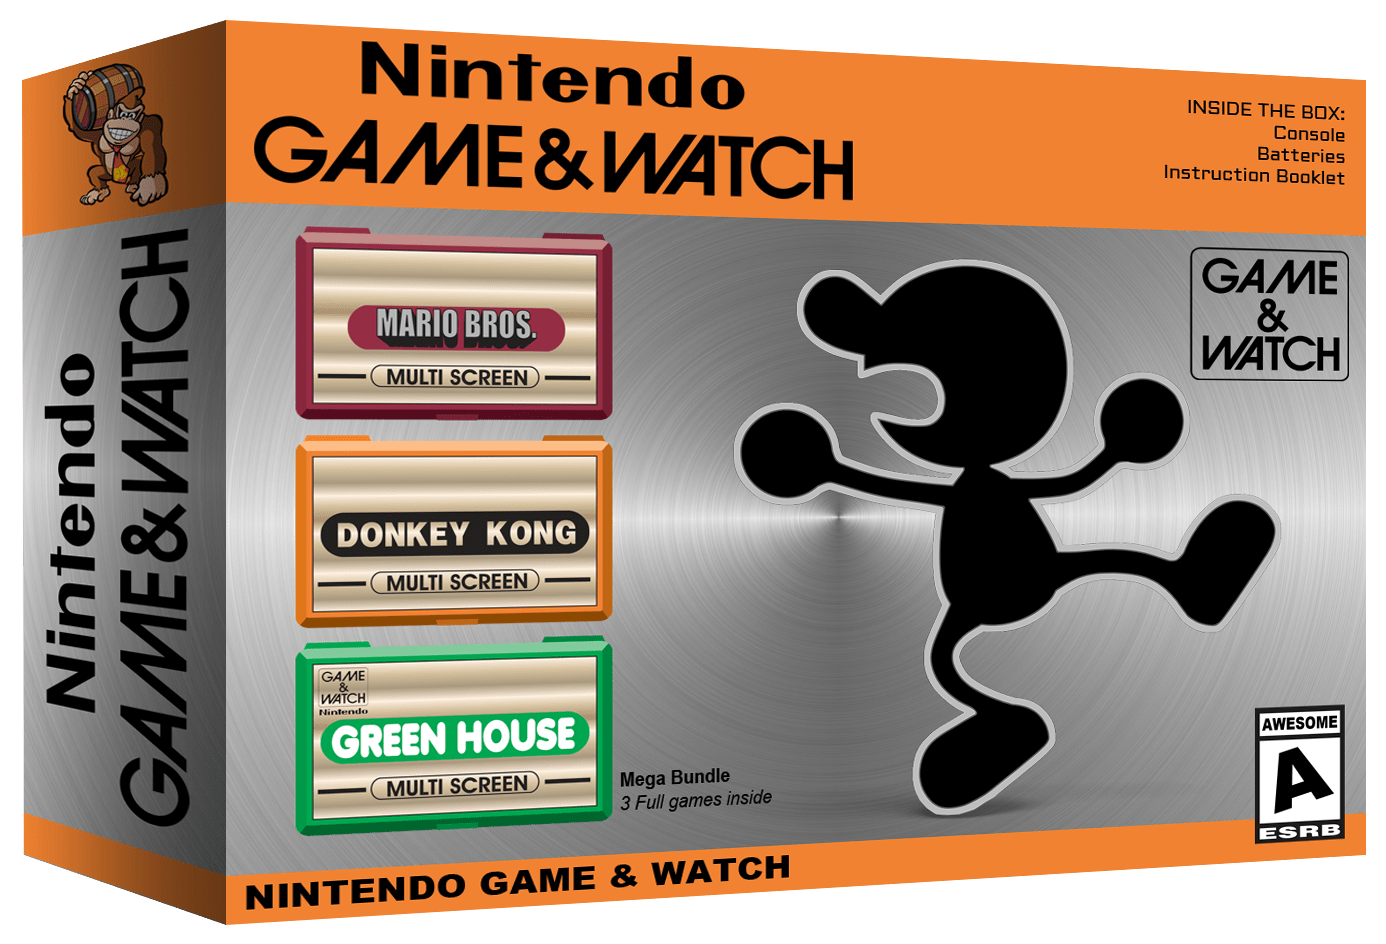 Nintendo
GAME & WATCH
INSIDE THE BOX:
Console
Batteries
Instruction Booklet
Nintendo
GAME & WATCH
MARIO BROS.
MULTI SCREEN
DONKEY KONG
MULTI SCREEN
GAME
&
WATCH
Nintendo
GREEN HOUSE
MULTI SCREEN
Mega Bundle
3 Full games inside
GAME
&
WATCH
AWESOME
A
ESRB
NINTENDO GAME & WATCH